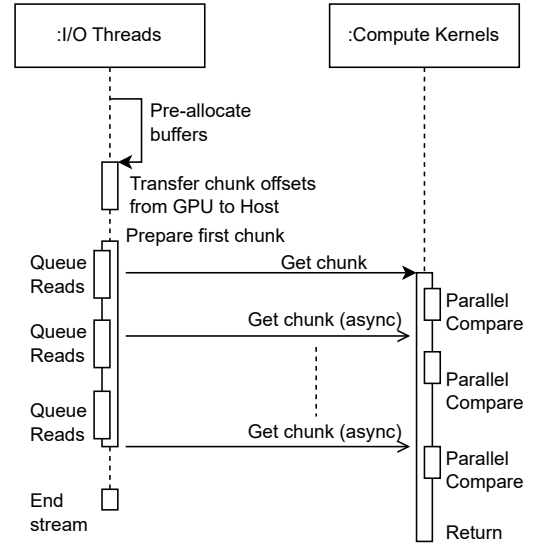 :I/O Threads
:Compute Kernels
Pre-allocate
buffers
Transfer chunk offsets
from GPU to Host
Prepare first chunk
Queue
Reads
Get chunk
Parallel
Compare
Queue
Reads
Get chunk (async)
Parallel
Compare
Queue
Reads
Get chunk (async)
Parallel
Compare
End
stream
Return